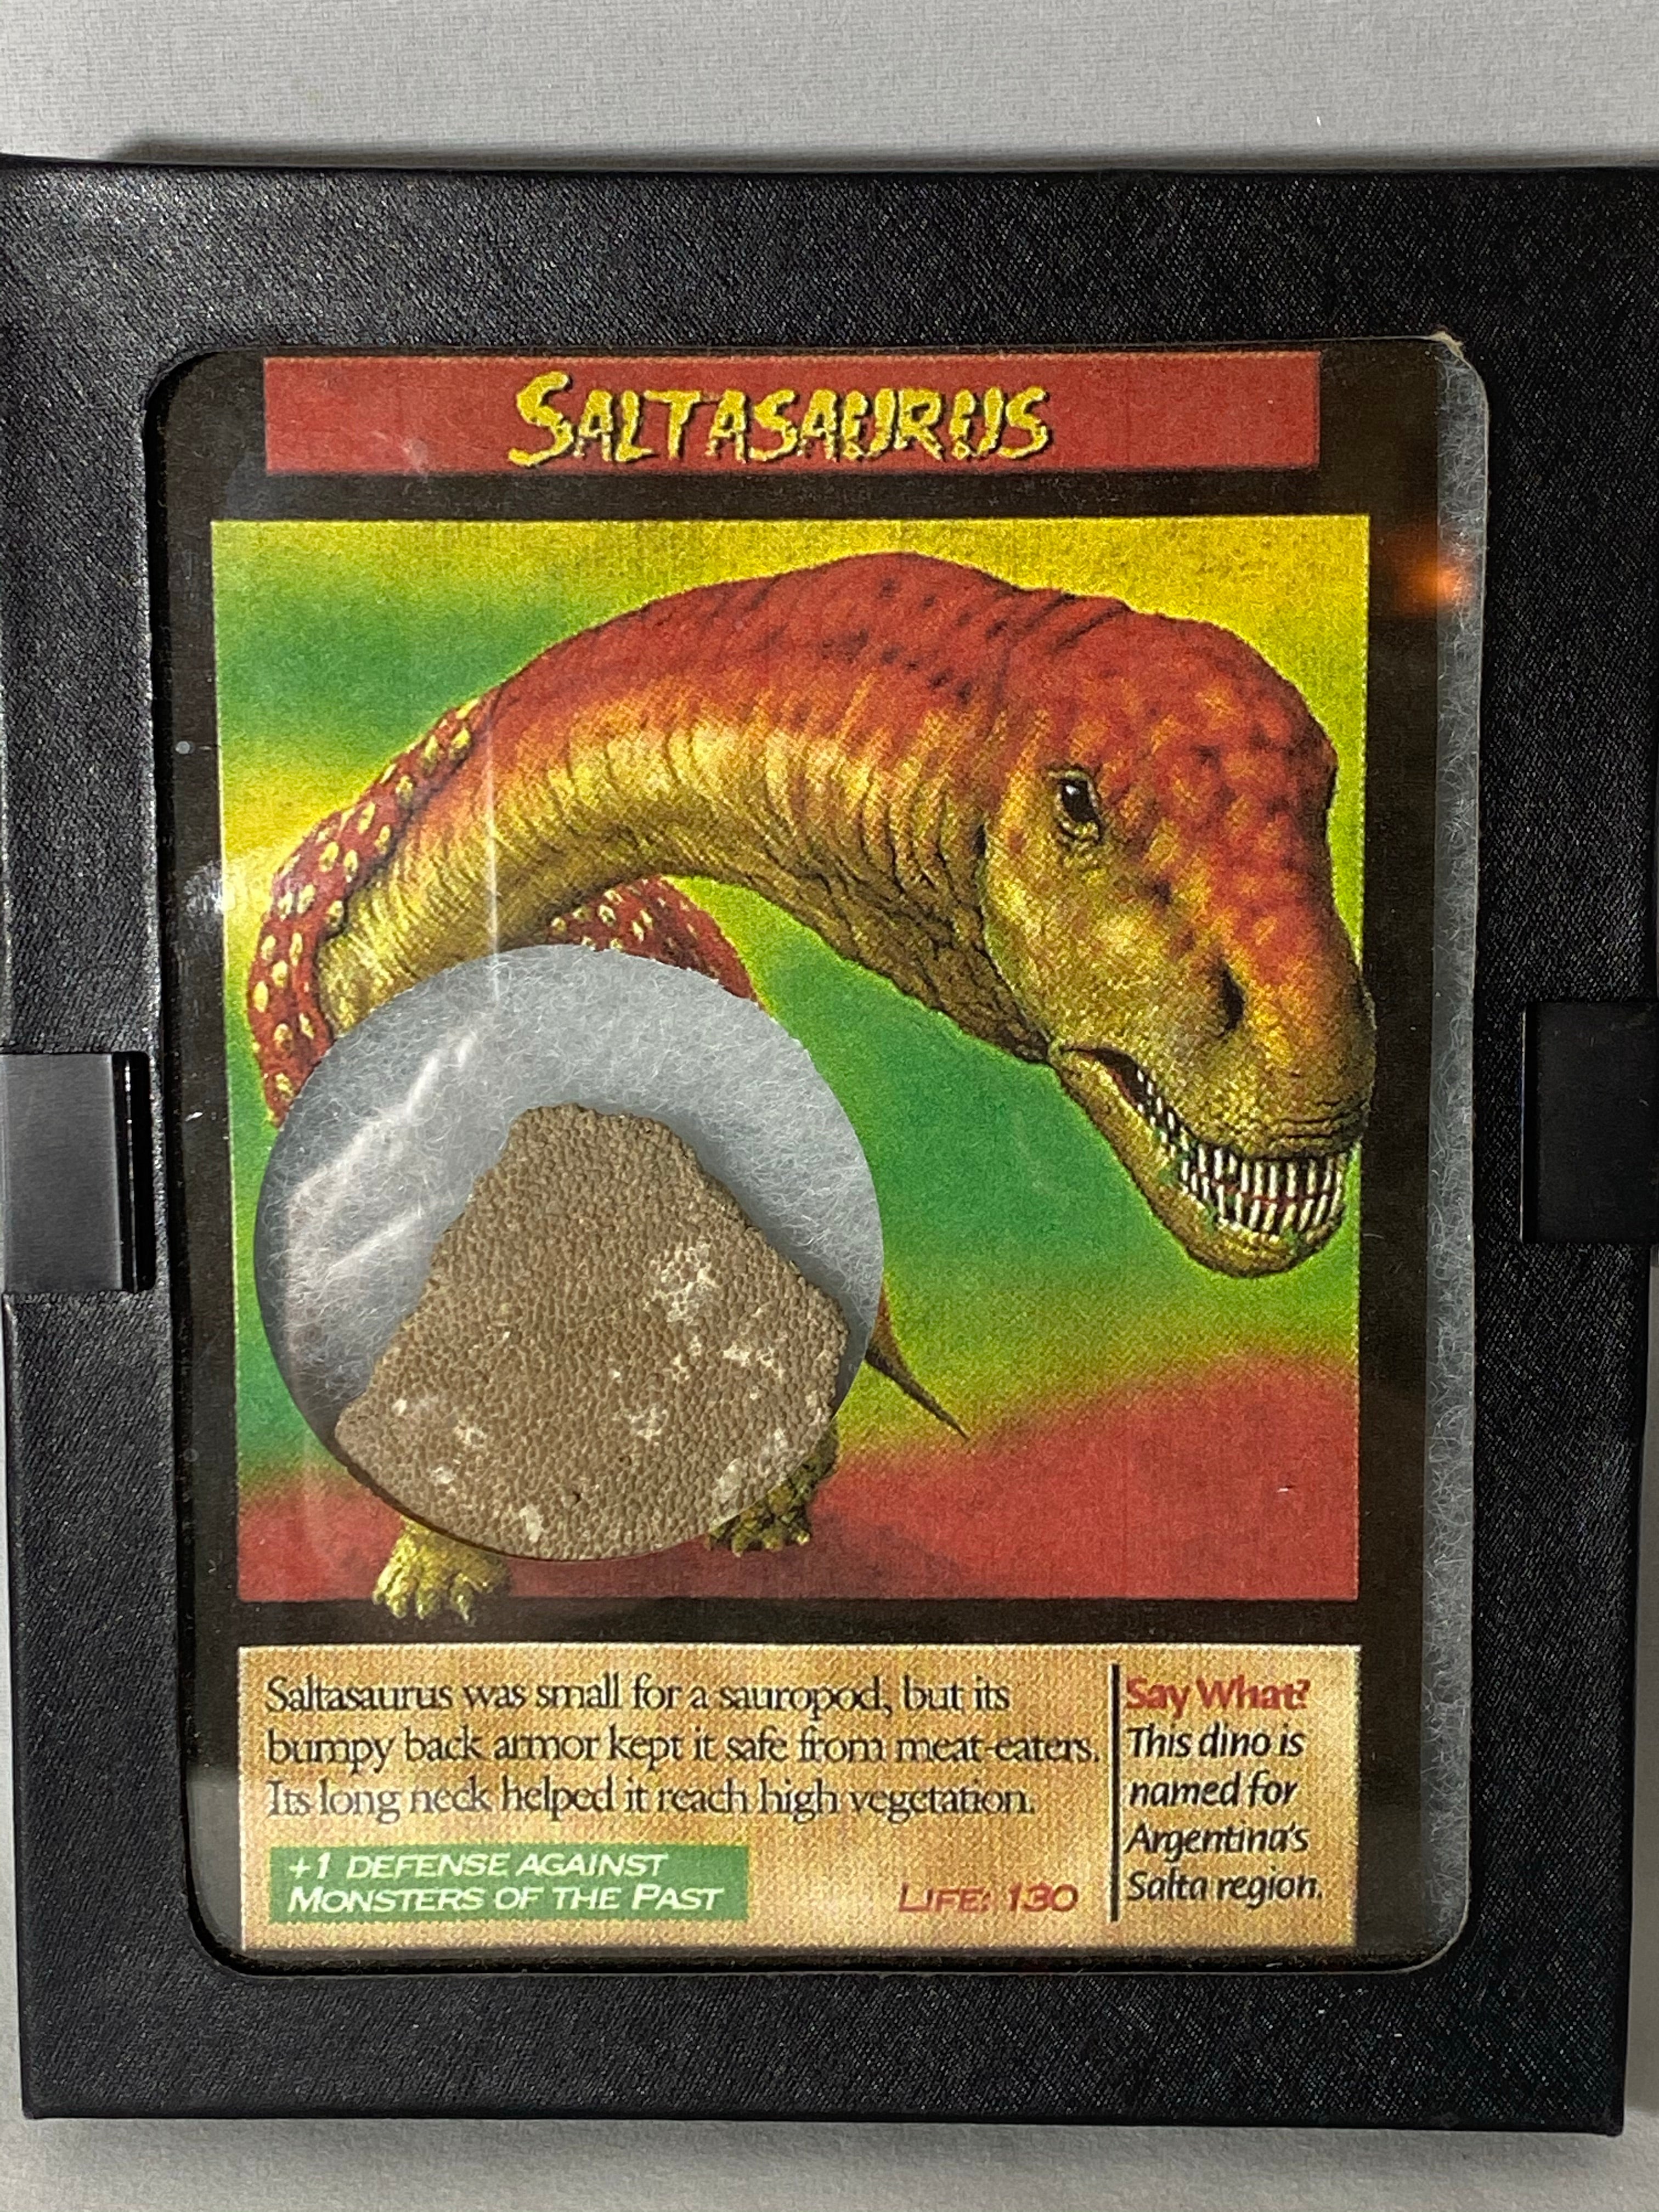 SALTASAURUS
Saltasaurus was small for a sauropod, but its
bumpy back armor kept it safe from meat-eaters.
Its long neck helped it reach high vegetation.
+1 DEFENSE AGAINST
MONSTERS OF THE PAST
LIFE: 130
Say What?
This dino is
named for
Argentina's
Salta region.